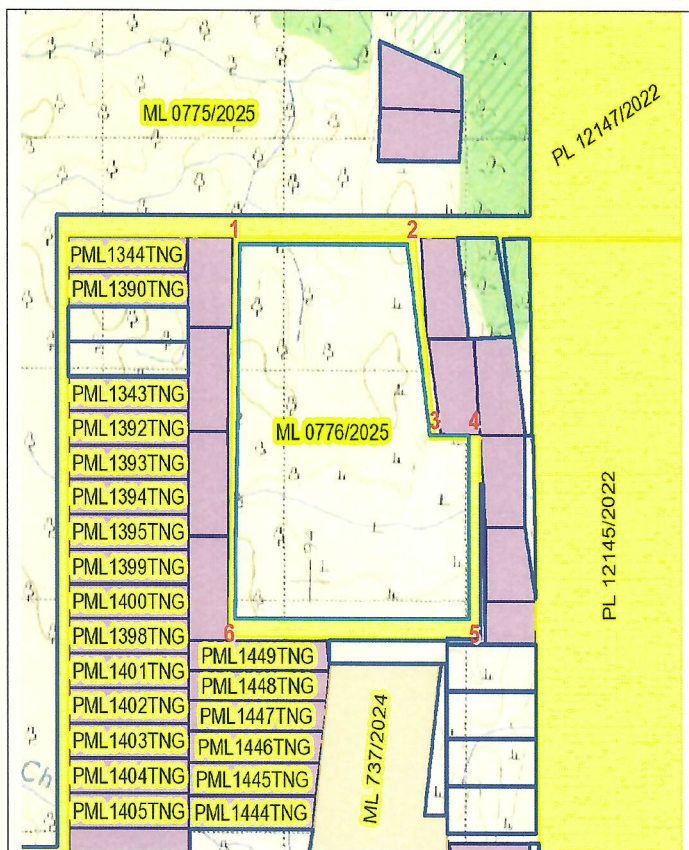 ML 0775/2025
PL 12147/2022
1
2
PML1344TNG
PML1390TNG
PML1343TNG
3
4
PML1392TNG
ML 0776/2025
PML1393TNG
PML1394TNG
PML1395TNG
PL 12145/2022
PML1399TNG
PML1400TNG
PML1398TNG
6
5
PML1449TNG
PML1401TNG
PML1448TNG
PML1402TNG
PML1447TNG
PML1403TNG
PML1446TNG
ML 737/2024
Ch
PML1404TNG
PML1445TNG
PML1405TNG
PML1444TNG